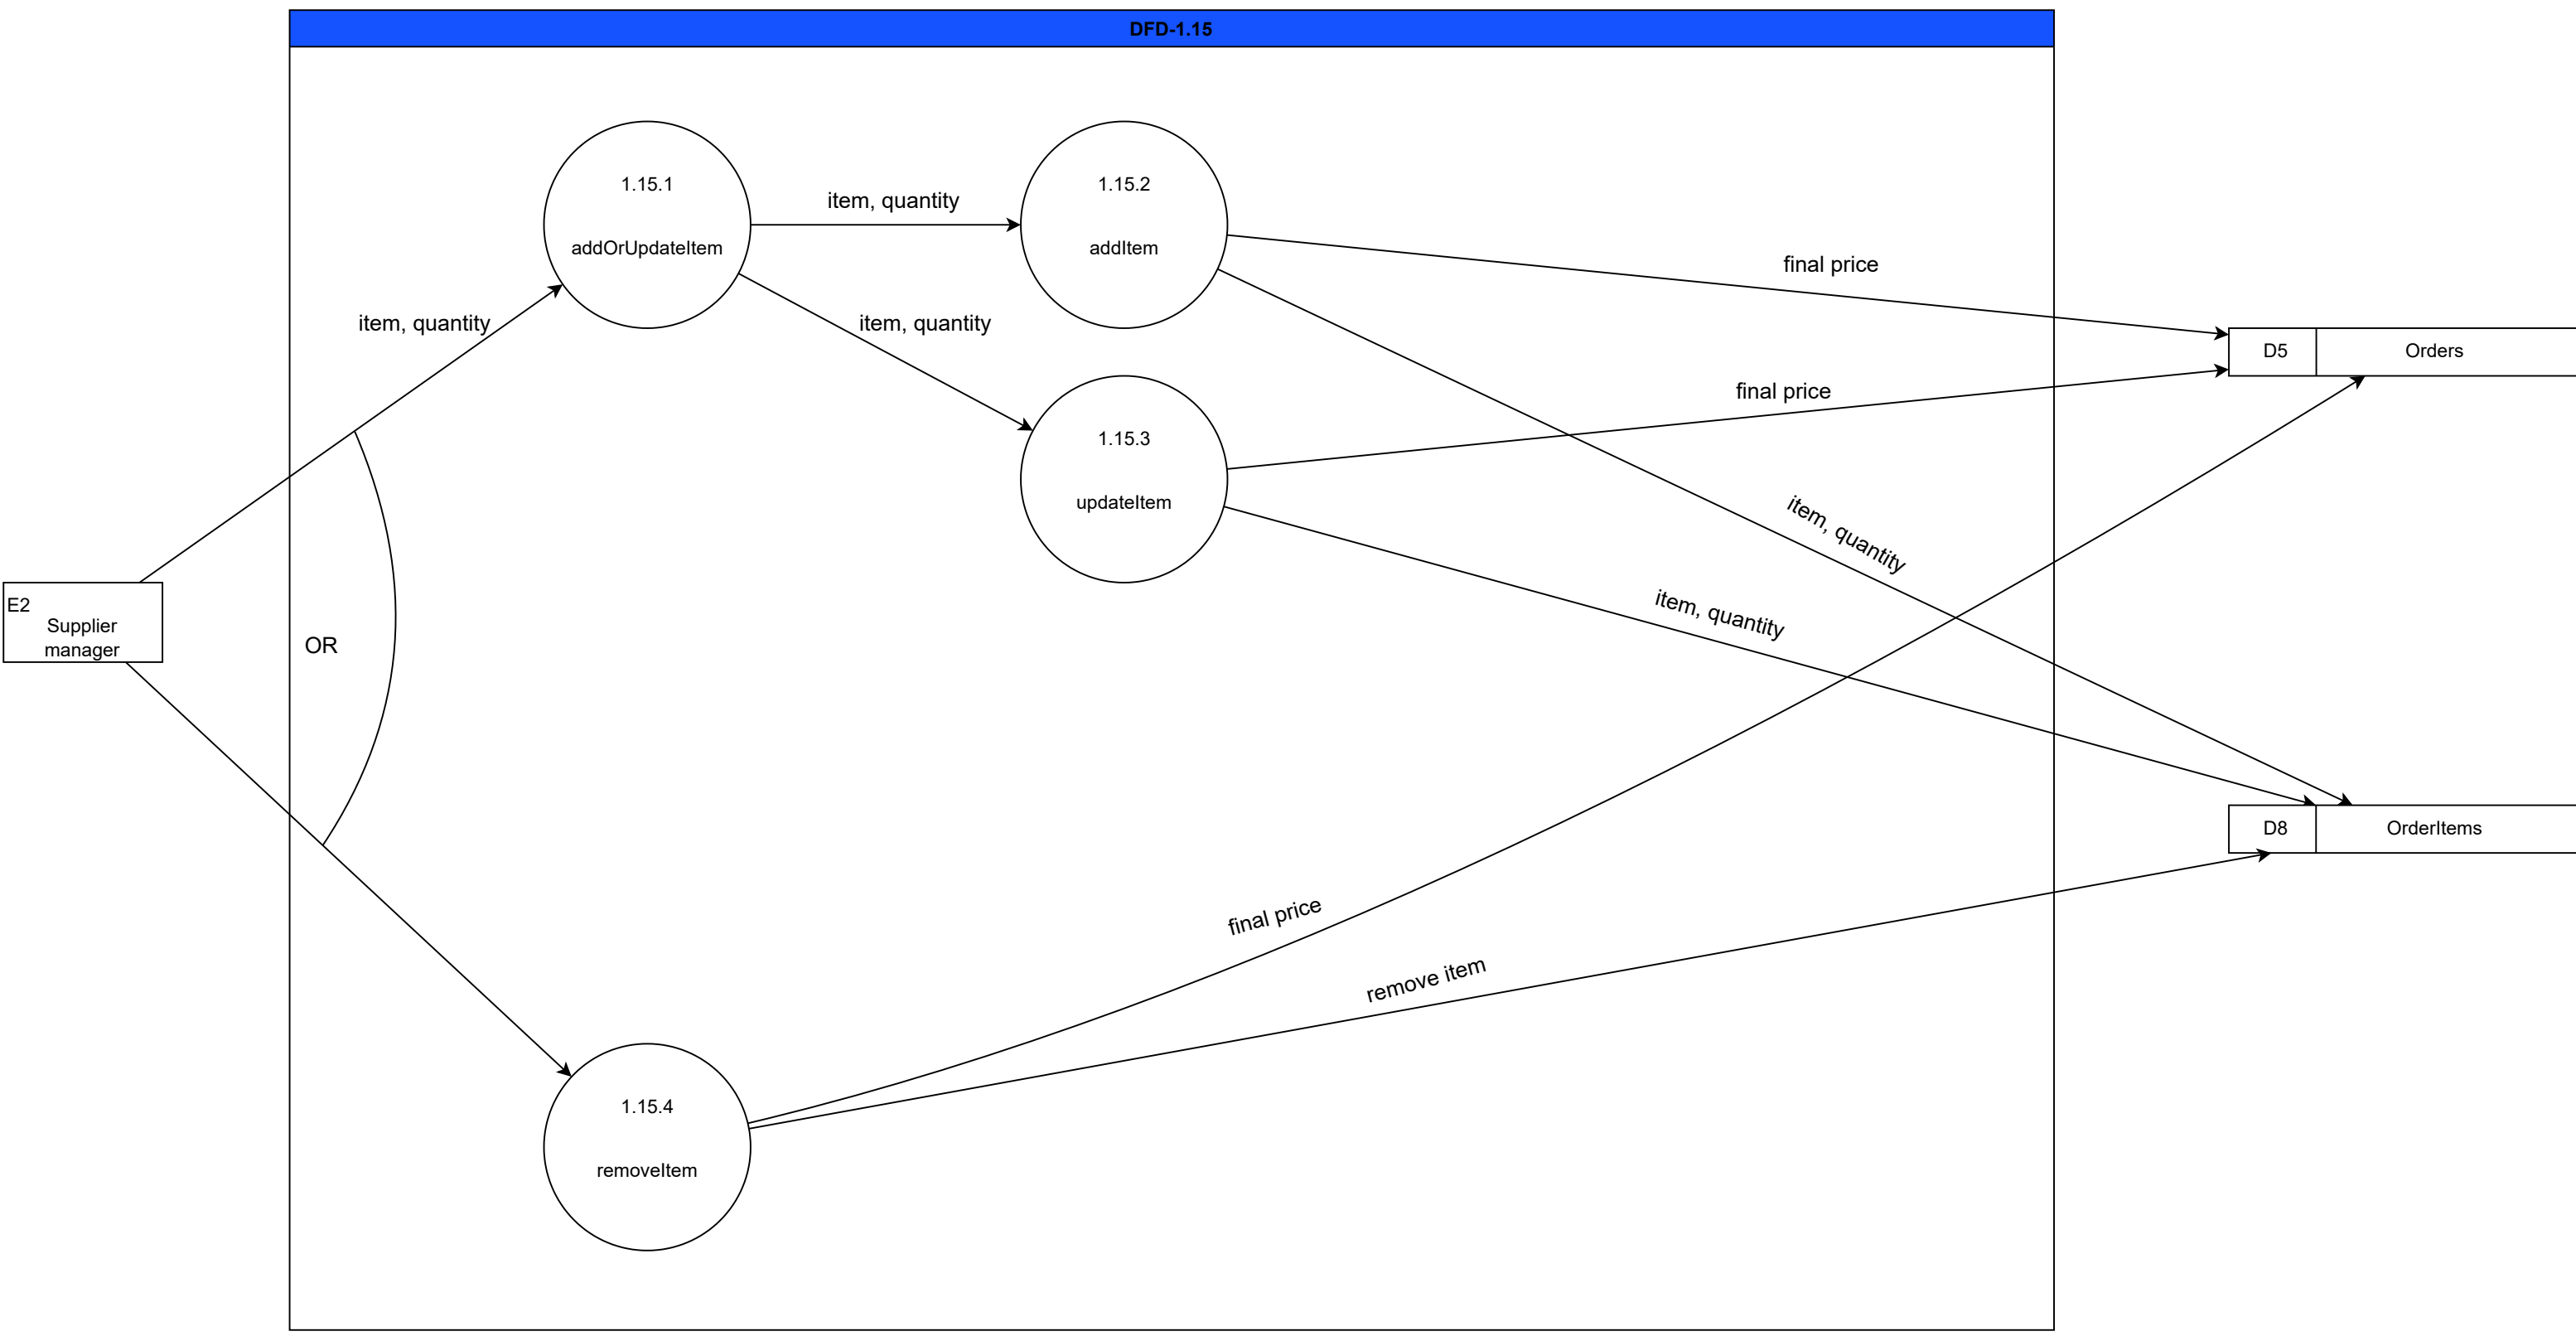 DFD-1.15
1.15.1
addOrUpdateItem
item, quantity
1.15.2
addItem
final price
item, quantity
item, quantity
D5
Orders
final price
1.15.3
updateItem
item, quantity
item, quantity
E2
Supplier
manager
OR
D8
OrderItems
final price
remove item
1.15.4
removeItem